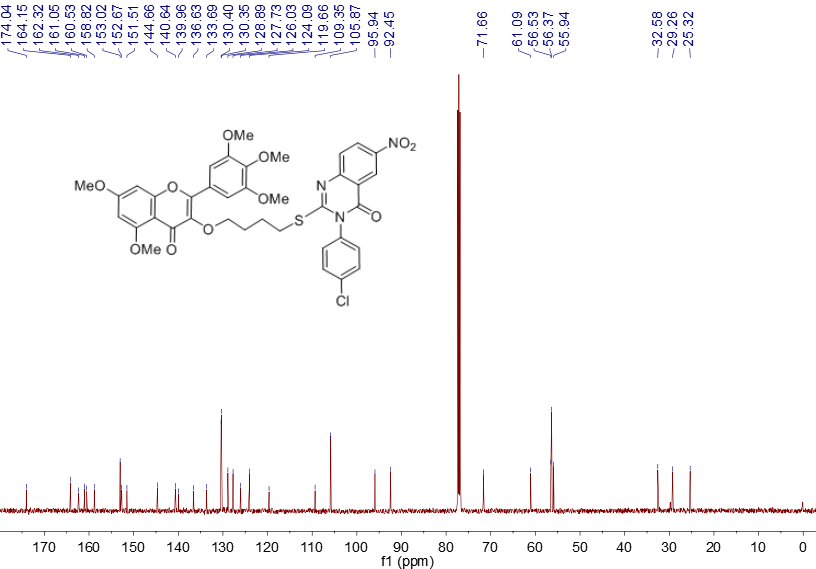 174.04
164.15
162.32
161.05
160.53
158.82
153.02
152.67
151.51
144.66
140.64
139.96
136.63
133.69
130.40
130.35
128.89
127.73
126.03
124.09
119.66
109.35
105.87
95.94
92.45
71.66
61.09
56.53
56.37
55.94
32.58
29.26
25.32
OMe
OMe
NO2
MeO
O
OMe
N
S
N
O
O
OMe
O
Cl
170 160 150 140 130 120 110 100 90 80 70 60 50 40 30 20 10 0
f1 (ppm)